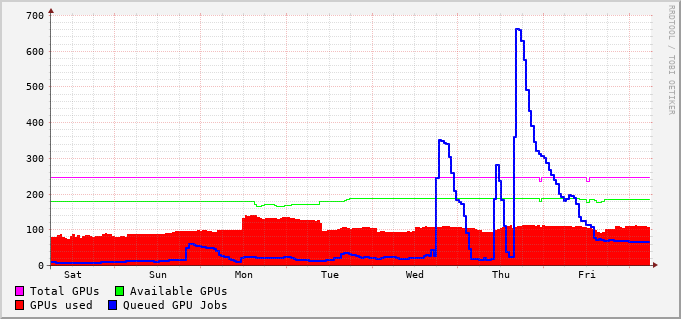 700
600
500
400
300
200
100
0
Sat Sun Mon Tue Wed Thu Fri
Total GPUs Available GPUs
GPUs used Queued GPU Jobs
RRDTOOL / TOBI OETIKER